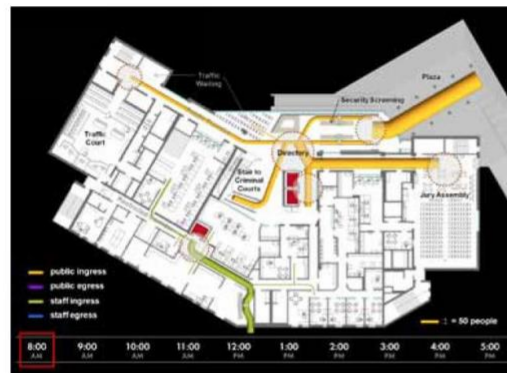 Traffic
Waiting
Plaza
Security Screening
Traffic
Court
Directory
Stair to
Criminal
Courts
Jury Assembly
public ingress
public egress
staff ingress
staff egress
= 50 people
8:00
AM
9:00
AM
10:00
AM
11:00
AM
12:00
PM
1:00
PM
2:00
PM
3:00
PM
4:00
PM
5:00
PM